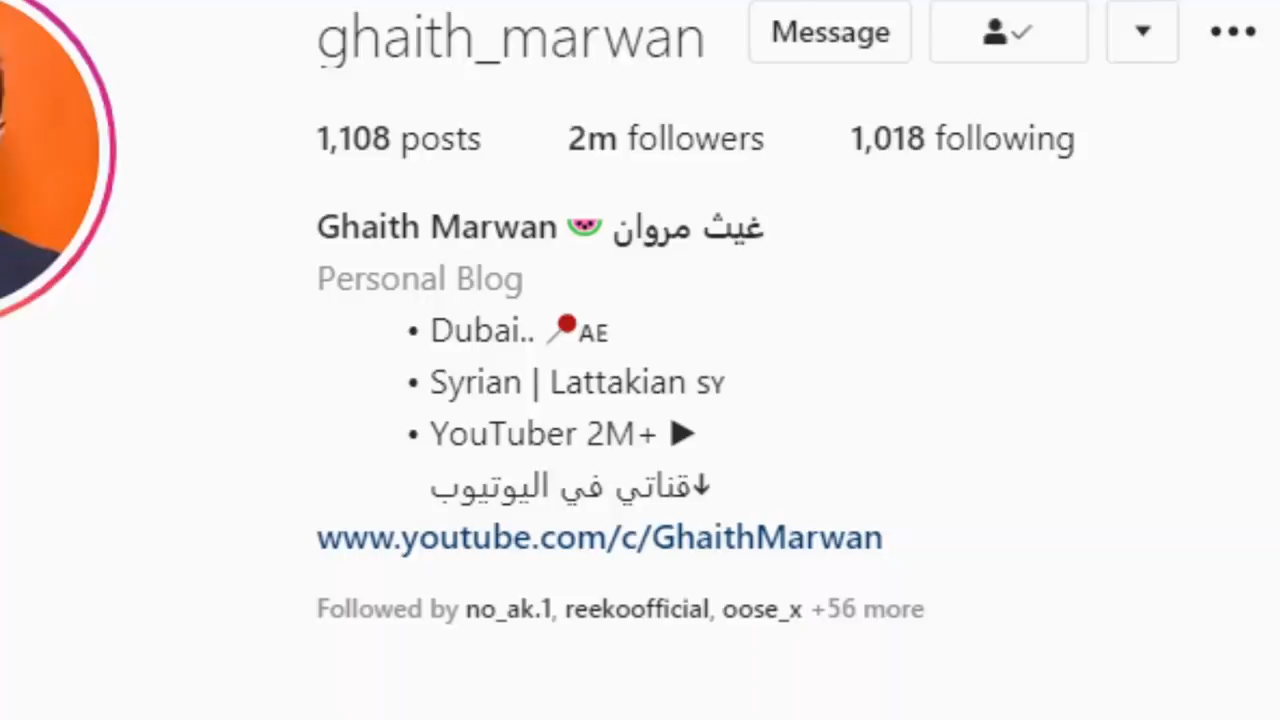 ghaith_marwan Message
1,108 posts 2m followers 1,018 following
Ghaith Marwan 🍉 غيث مروان
Personal Blog
• Dubai.. 📍AE
• Syrian | Lattakian SY
• YouTuber 2M+ ▶
قناتي في اليوتيوب↓
www.youtube.com/c/GhaithMarwan
Followed by no_ak.1, reekoofficial, oose_x +56 more